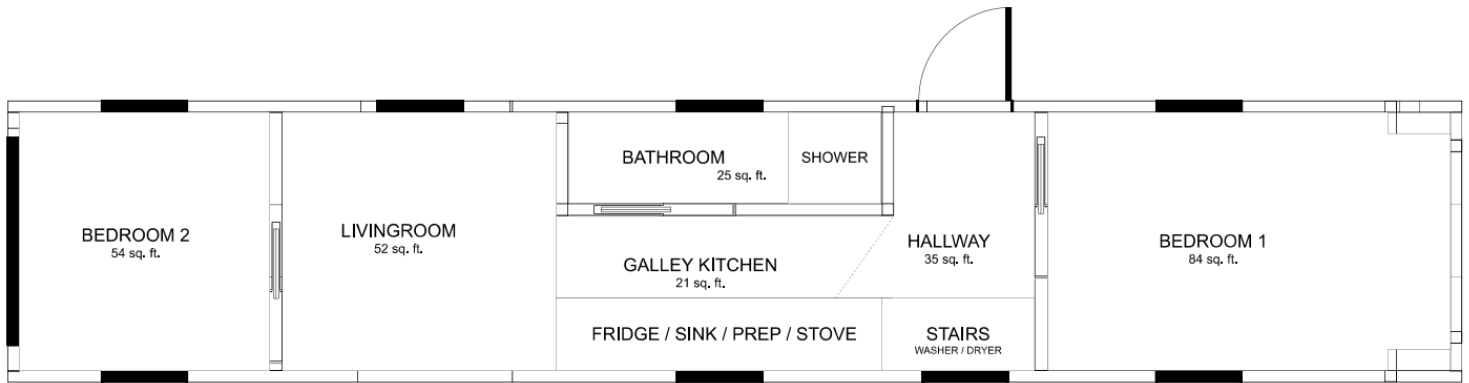 BEDROOM 2
54 sq. ft.
LIVINGROOM
52 sq. ft.
BATHROOM
25 sq. ft.
SHOWER
GALLEY KITCHEN
21 sq. ft.
FRIDGE / SINK / PREP / STOVE
HALLWAY
35 sq. ft.
STAIRS
WASHER / DRYER
BEDROOM 1
84 sq. ft.